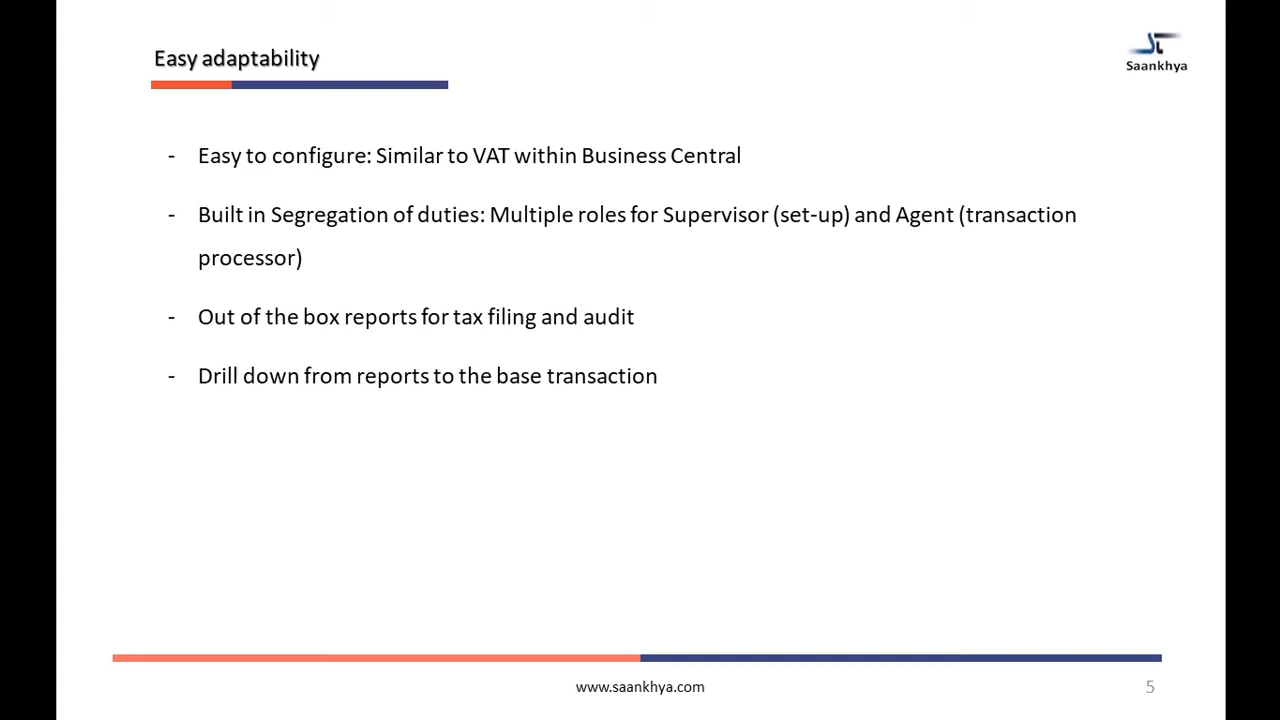 Easy adaptability
Saankhya
- Easy to configure: Similar to VAT within Business Central
- Built in Segregation of duties: Multiple roles for Supervisor (set-up) and Agent (transaction
processor)
- Out of the box reports for tax filing and audit
- Drill down from reports to the base transaction
www.saankhya.com
5